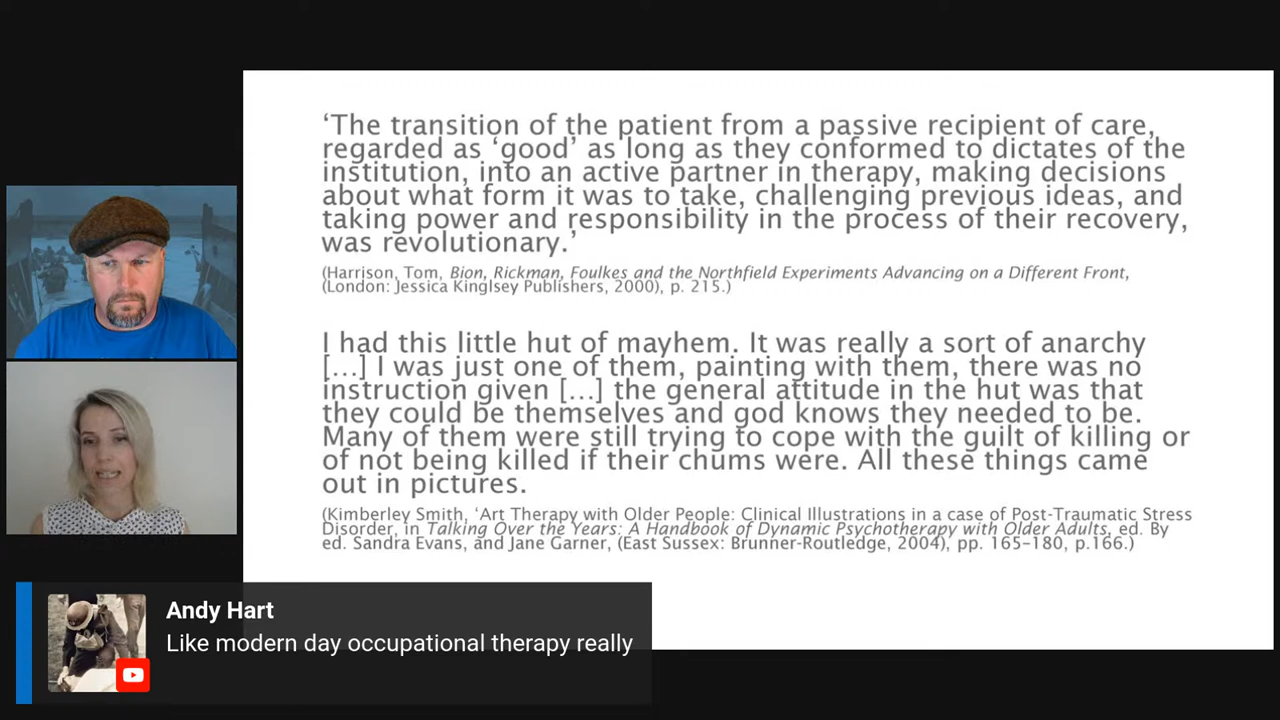 ‘The transition of the patient from a passive recipient of care,
regarded as ‘good’ as long as they conformed to dictates of the
institution, into an active partner in therapy, making decisions
about what form it was to take, challenging previous ideas, and
taking power and responsibility in the process of their recovery,
was revolutionary.’
(Harrison, Tom, Bion, Rickman, Foulkes and the Northfield Experiments Advancing on a Different Front,
(London: Jessica Kinglsey Publishers, 2000), p. 215.)
I had this little hut of mayhem. It was really a sort of anarchy
[…] I was just one of them, painting with them, there was no
instruction given […] the general attitude in the hut was that
they could be themselves and god knows they needed to be.
Many of them were still trying to cope with the guilt of killing or
of not being killed if their chums were. All these things came
out in pictures.
(Kimberley Smith, ‘Art Therapy with Older People: Clinical Illustrations in a case of Post-Traumatic Stress
Disorder, in Talking Over the Years: A Handbook of Dynamic Psychotherapy with Older Adults, ed. By
ed. Sandra Evans, and Jane Garner, (East Sussex: Brunner-Routledge, 2004), pp. 165–180, p.166.)
Andy Hart
Like modern day occupational therapy really